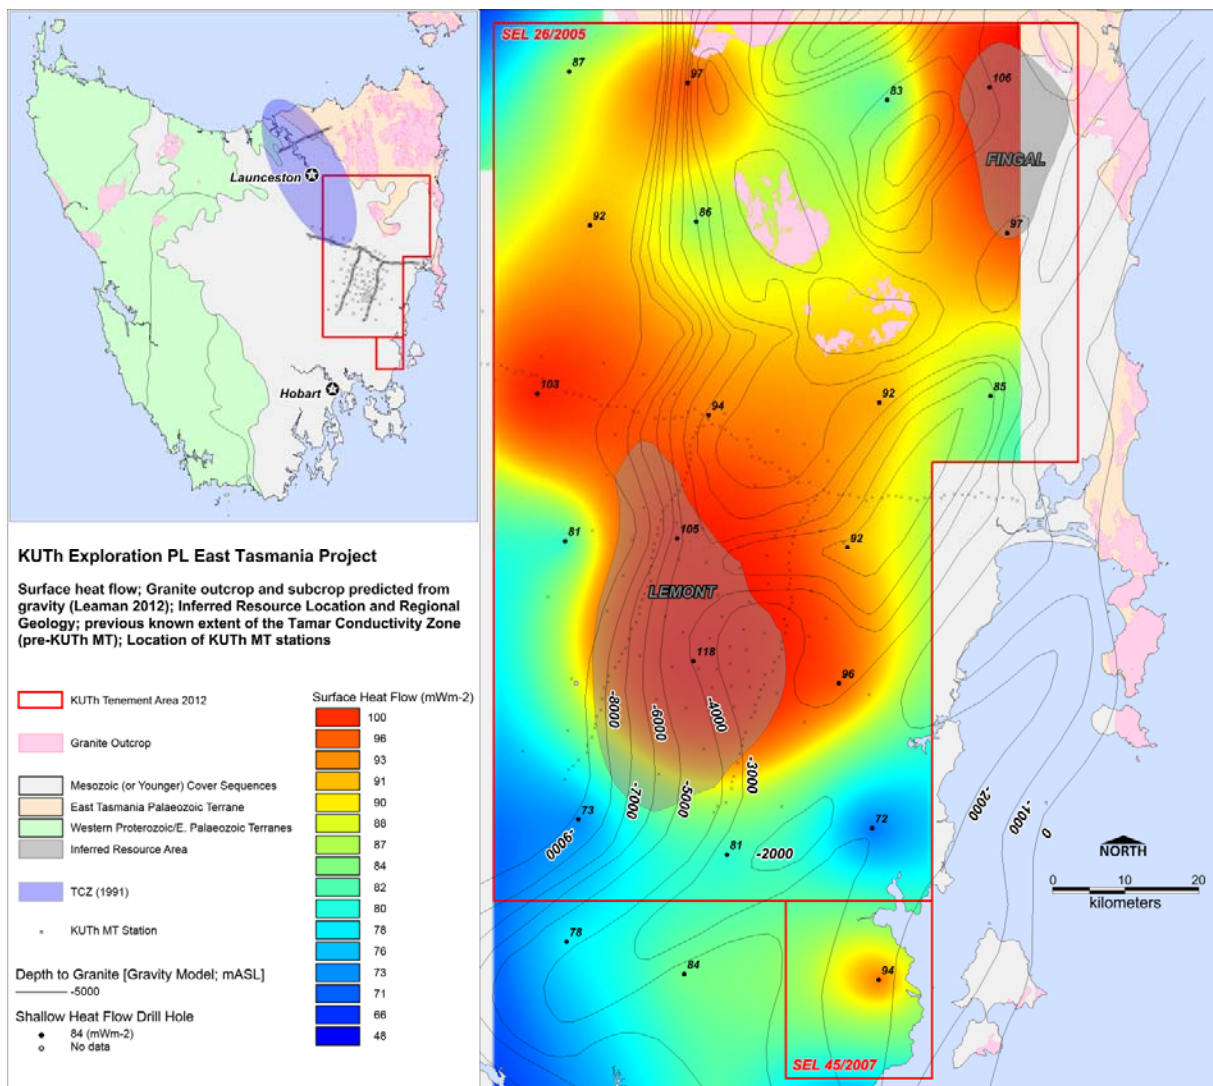 Launceston
Hobart
KUTh Exploration PL East Tasmania Project
Surface heat flow; Granite outcrop and subcrop predicted from
gravity (Leaman 2012); Inferred Resource Location and Regional
Geology; previous known extent of the Tamar Conductivity Zone
(pre-KUTh MT); Location of KUTh MT stations
KUTh Tenement Area 2012
Granite Outcrop
Mesozoic (or Younger) Cover Sequences
East Tasmania Palaeozoic Terrane
Western Proterozoic/E. Palaeozoic Terranes
Inferred Resource Area
TCZ (1991)
KUTh MT Station
Depth to Granite [Gravity Model; mASL]
-5000
Shallow Heat Flow Drill Hole
84 (mWm-2)
No data
Surface Heat Flow (mWm-2)
100
96
93
91
90
88
87
84
82
80
78
76
73
71
66
48
SEL 26/2005
87
97
83
106
FINGAL
92
86
97
103
94
92
85
81
105
92
LEMONT
118
96
-8000
-6000
-4000
-7000
-5000
-3000
73
-9000
81
-2000
72
-2000
-1000
0
NORTH
0 10 20
kilometers
78
84
94
SEL 45/2007